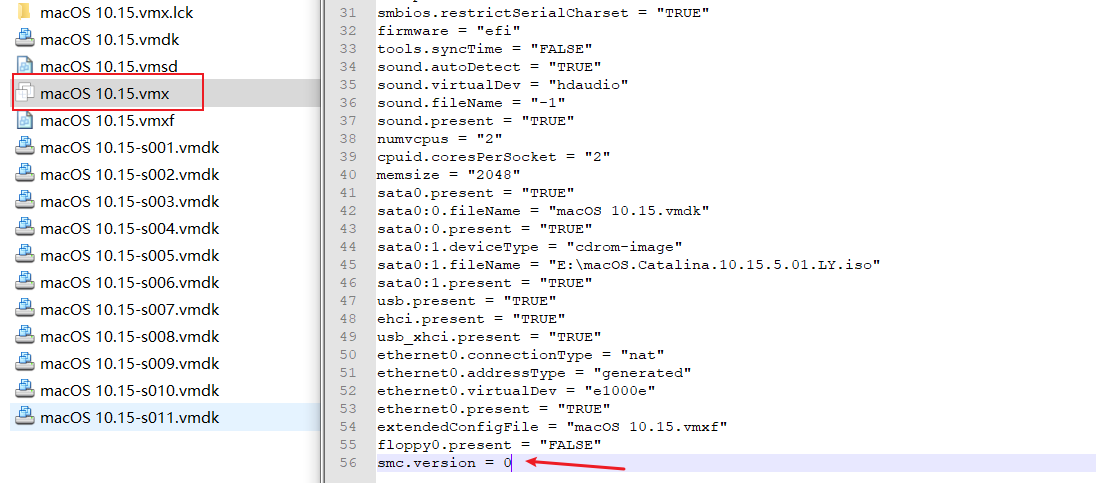 macOS 10.15.vmx.lck
macOS 10.15.vmdk
macOS 10.15.vmsd
macOS 10.15.vmx
macOS 10.15.vmxf
macOS 10.15-s001.vmdk
macOS 10.15-s002.vmdk
macOS 10.15-s003.vmdk
macOS 10.15-s004.vmdk
macOS 10.15-s005.vmdk
macOS 10.15-s006.vmdk
macOS 10.15-s007.vmdk
macOS 10.15-s008.vmdk
macOS 10.15-s009.vmdk
macOS 10.15-s010.vmdk
macOS 10.15-s011.vmdk
31 smbios.restrictSerialCharset = "TRUE"
32 firmware = "efi"
33 tools.syncTime = "FALSE"
34 sound.autoDetect = "TRUE"
35 sound.virtualDev = "hdaudio"
36 sound.fileName = "-1"
37 sound.present = "TRUE"
38 numvcpus = "2"
39 cpuid.coresPerSocket = "2"
40 memsize = "2048"
41 sata0.present = "TRUE"
42 sata0:0.fileName = "macOS 10.15.vmdk"
43 sata0:0.present = "TRUE"
44 sata0:1.deviceType = "cdrom-image"
45 sata0:1.fileName = "E:\macOS.Catalina.10.15.5.01.LY.iso"
46 sata0:1.present = "TRUE"
47 usb.present = "TRUE"
48 ehci.present = "TRUE"
49 usb_xhci.present = "TRUE"
50 ethernet0.connectionType = "nat"
51 ethernet0.addressType = "generated"
52 ethernet0.virtualDev = "e1000e"
53 ethernet0.present = "TRUE"
54 extendedConfigFile = "macOS 10.15.vmxf"
55 floppy0.present = "FALSE"
56 smc.version = 0